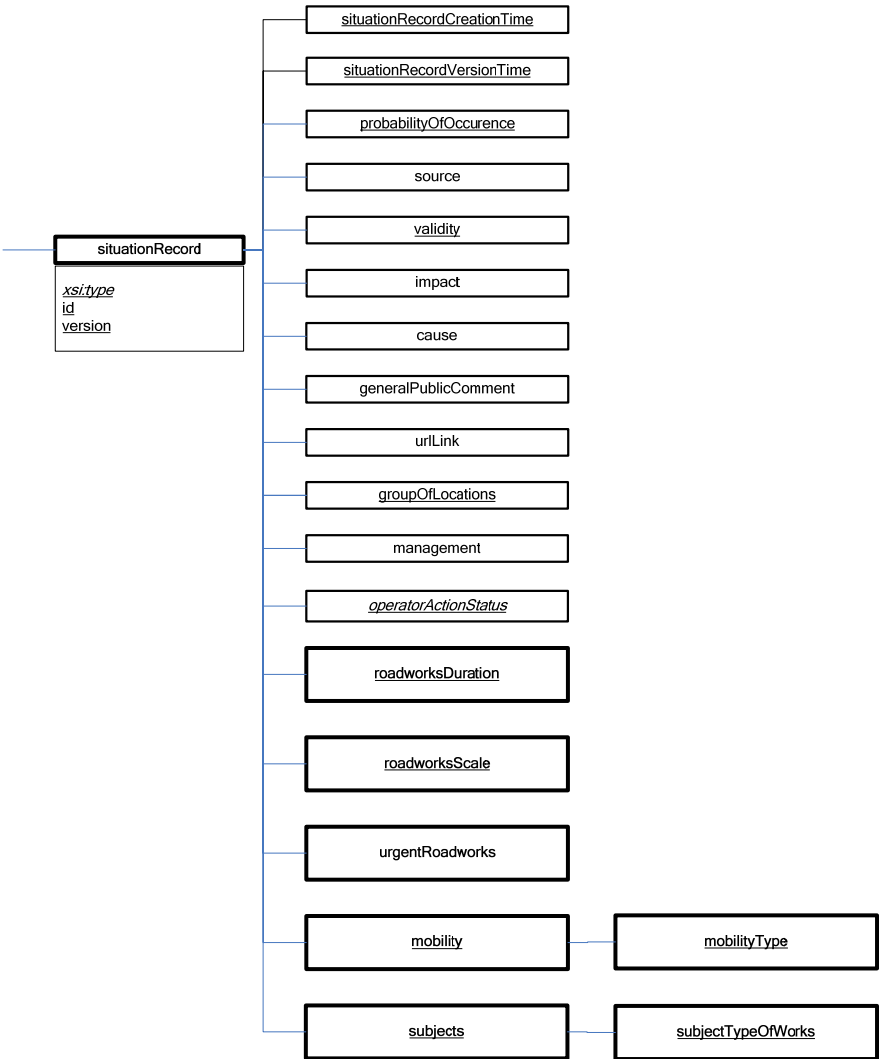 situationRecordCreationTime
situationRecordVersionTime
probabilityOfOccurence
source
validity
situationRecord
xsi:type
id
version
impact
cause
generalPublicComment
urlLink
groupOfLocations
management
operatorActionStatus
roadworksDuration
roadworksScale
urgentRoadworks
mobility
mobilityType
subjects
subjectTypeOfWorks